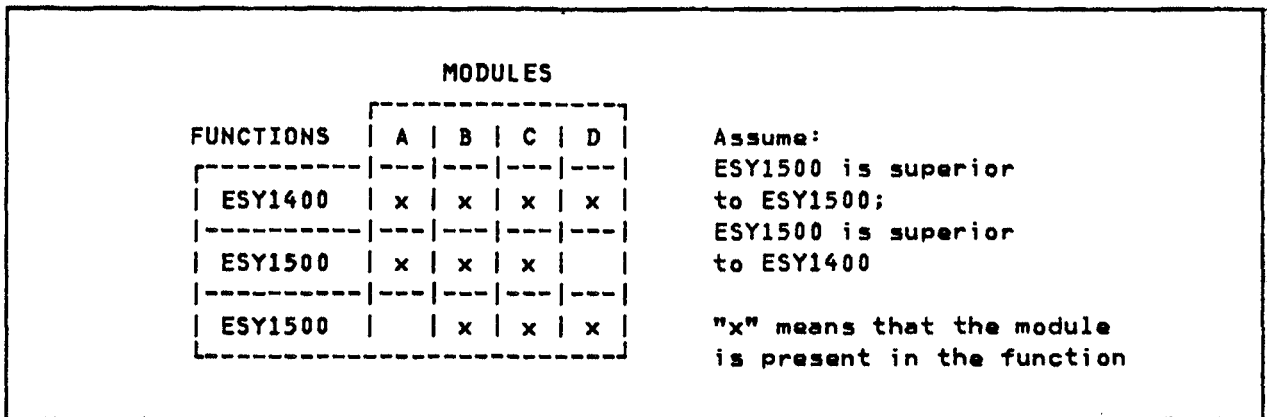 MODULES
FUNCTIONS | A | B | C | D |
ESY1400 | x | x | x | x |
ESY1500 | x | x | x | |
ESY1500 | | x | x | x |
Assume:
ESY1500 is superior
to ESY1500;
ESY1500 is superior
to ESY1400
"x" means that the module
is present in the function